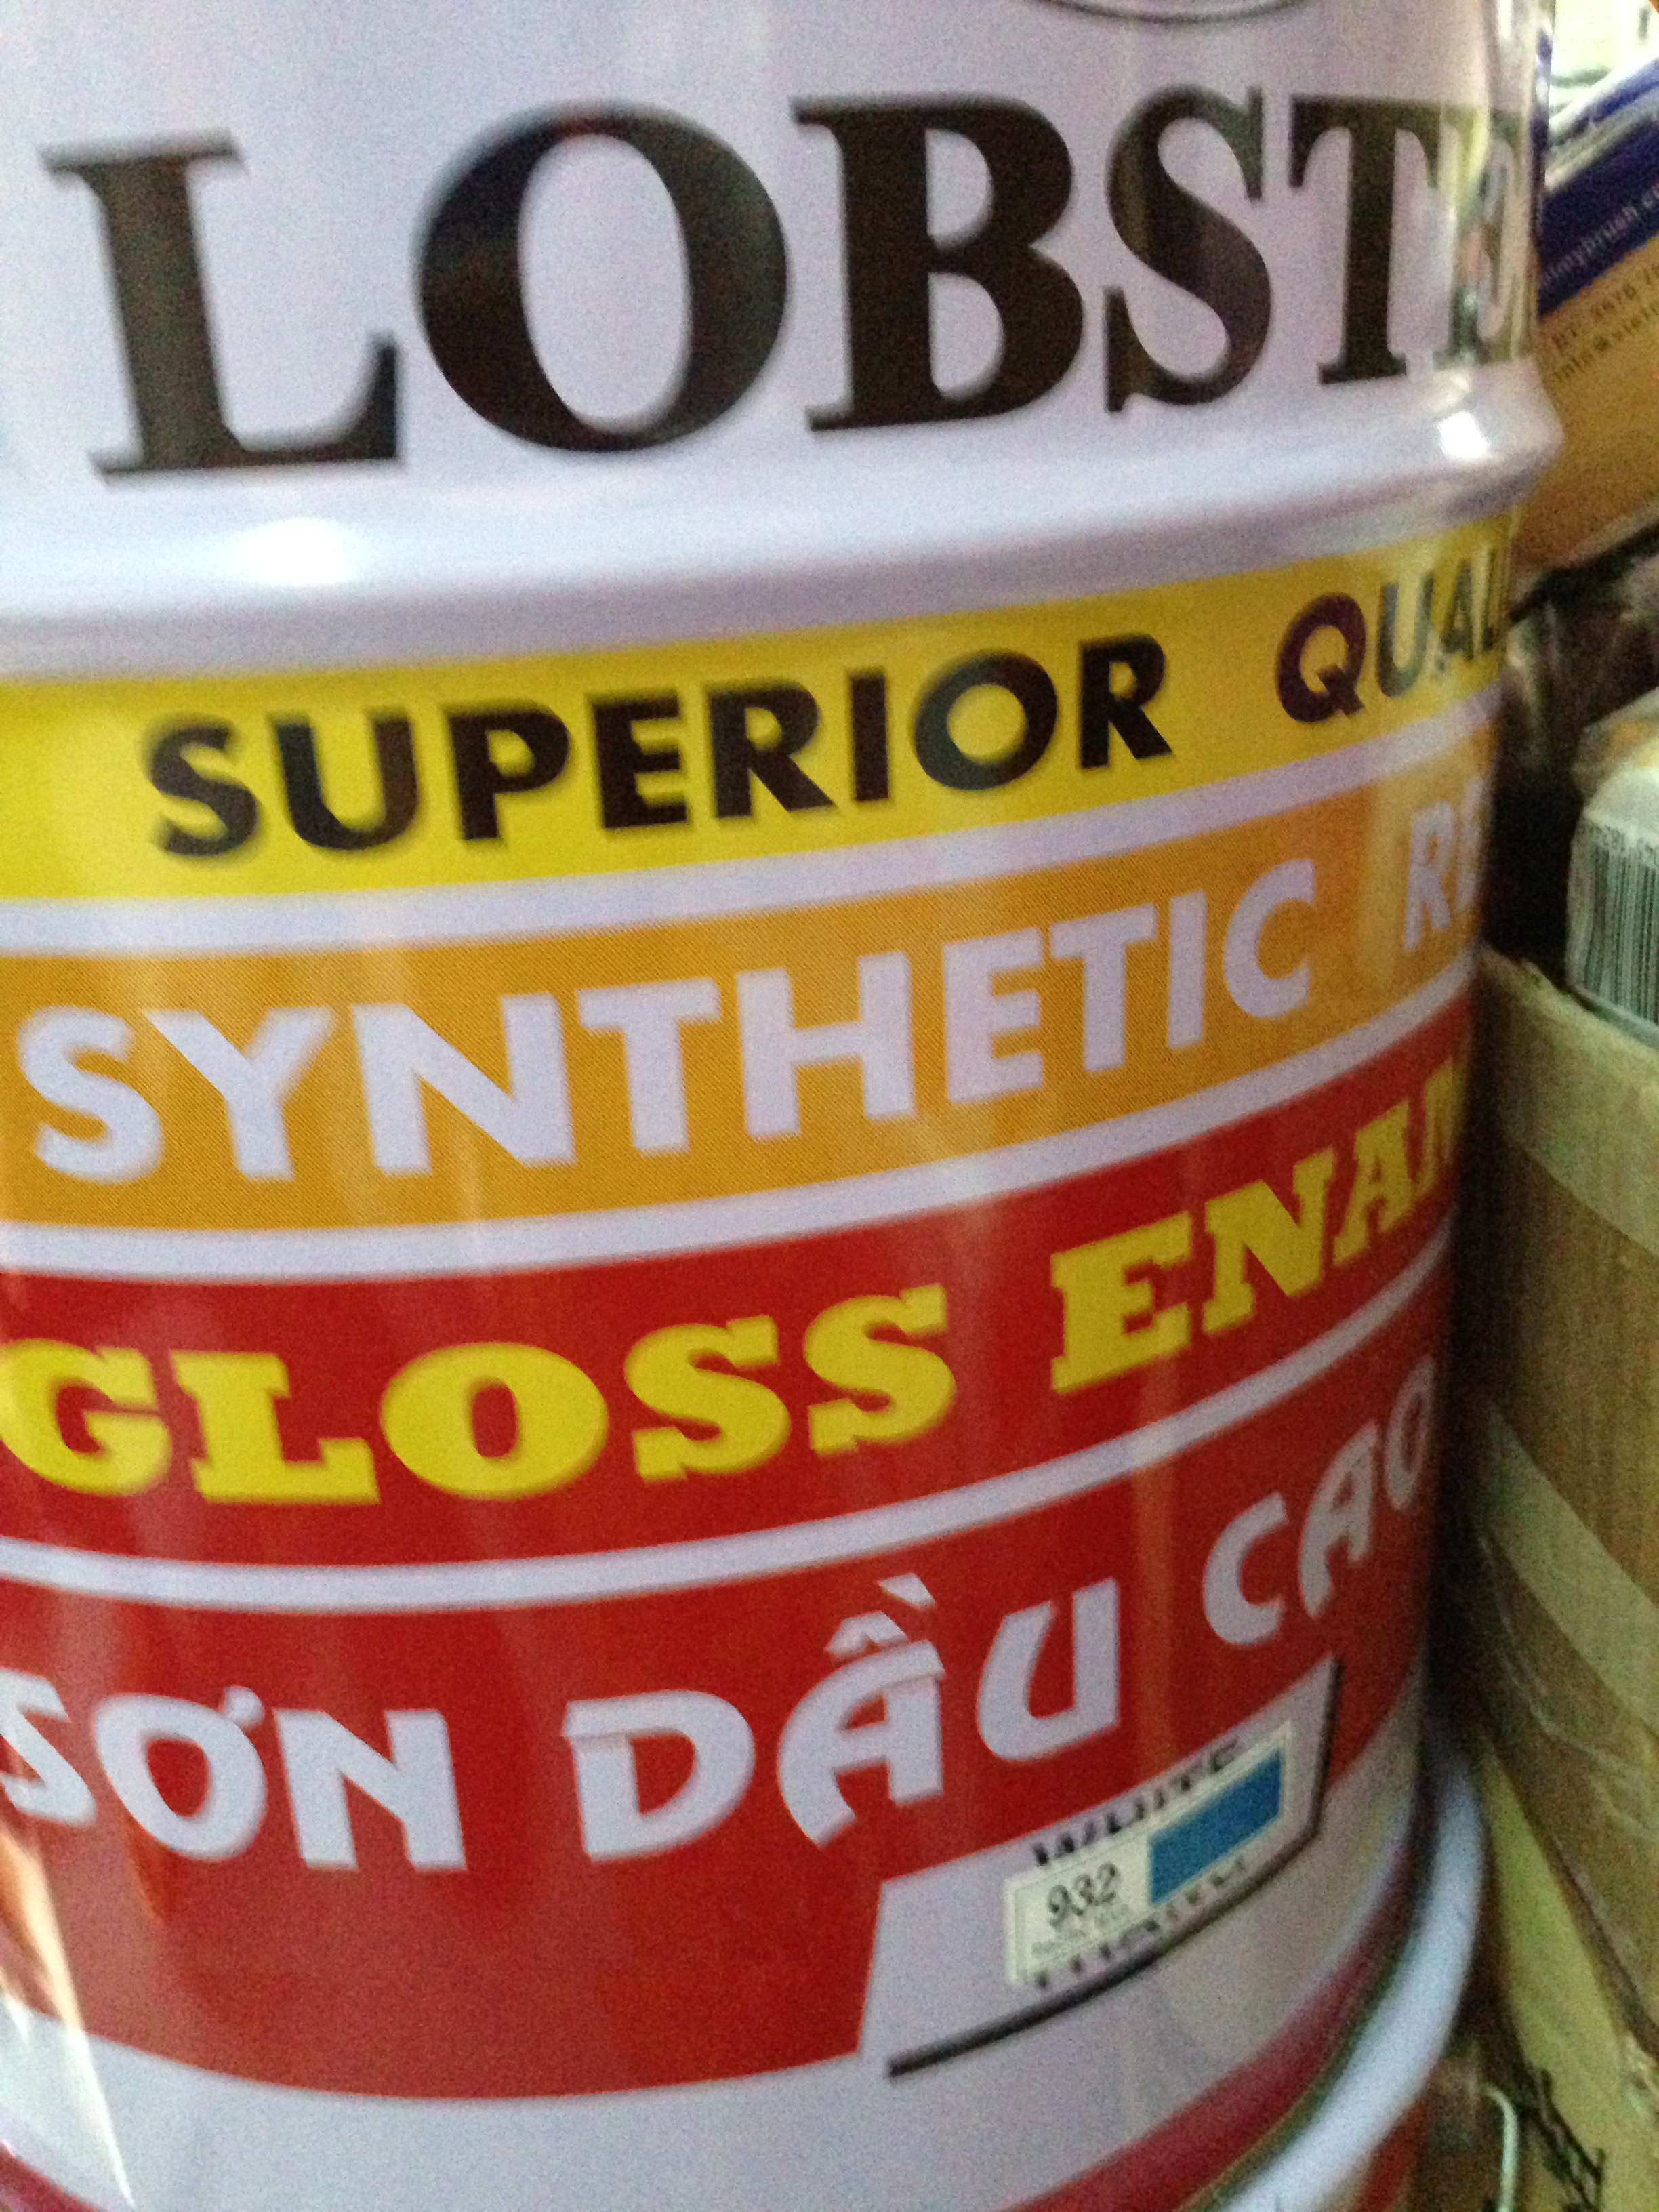 LOBST
SUPERIOR QUAL
SYNTHETIC
GLOSS ENAM
SƠN DẦU CAO
WHITE
932